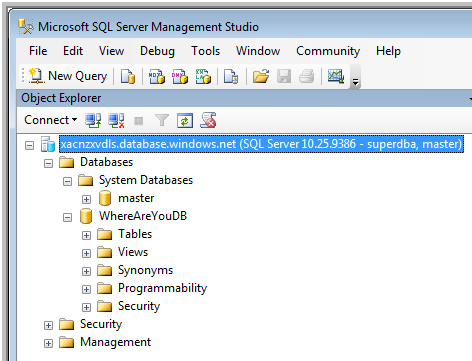 Microsoft SQL Server Management Studio
File Edit View Debug Tools Window Community Help
New Query
Object Explorer
Connect
xacnzxvdls.database.windows.net (SQL Server 10.25.9386 - superdba, master)
Databases
System Databases
master
WhereAreYouDB
Tables
Views
Synonyms
Programmability
Security
Security
Management